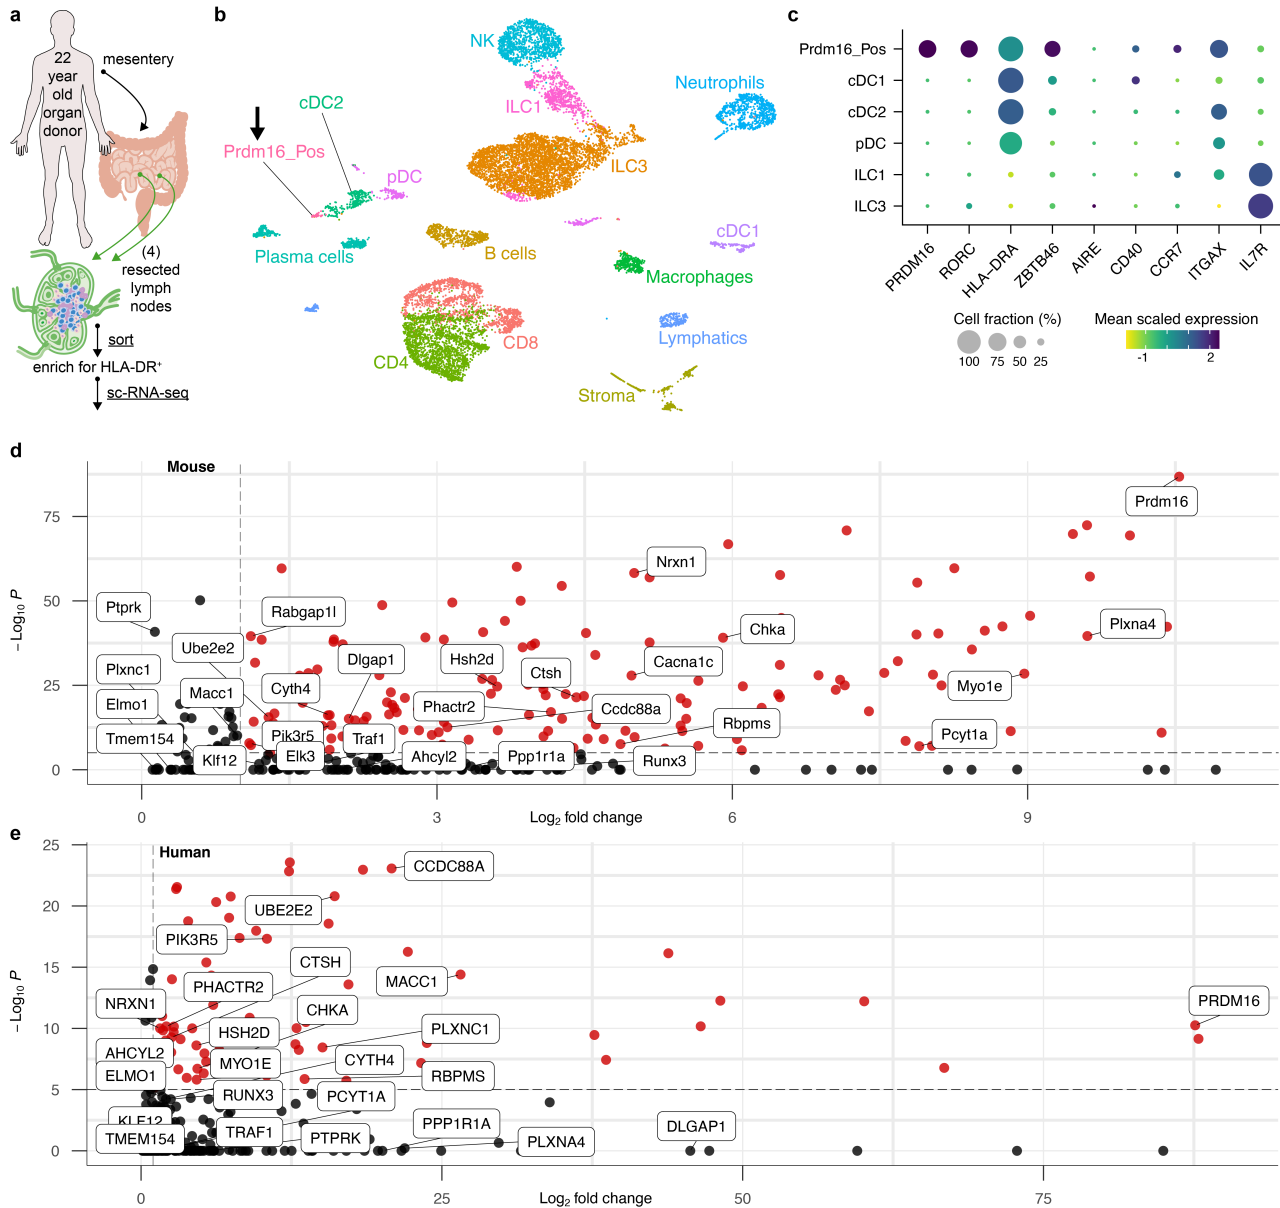 a
22
year
old
organ
donor
mesentery
(4)
resected
lymph
nodes
sort
enrich for HLA-DR⁺
sc-RNA-seq
b
NK
ILC1
ILC3
Neutrophils
cDC2
Prdm16_Pos
pDC
Plasma cells
B cells
cDC1
Macrophages
Lymphatics
CD4
CD8
Stroma
c
Prdm16_Pos
cDC1
cDC2
pDC
ILC1
ILC3
PRDM16
RORC
HLA-DRA
ZBTB46
AIRE
CD40
CCR7
ITGAX
IL7R
Cell fraction (%)
100 75 50 25
Mean scaled expression
-1 2
d
Mouse
Prdm16
Nrxn1
Ptprk
Rabgap1l
Chka
Plxna4
Ube2e2
Dlgap1
Hsh2d
Cacna1c
Plxnc1
Ctsh
Myo1e
Macc1
Cyth4
Elmo1
Phactr2
Ccdc88a
Rbpms
Tmem154
Pik3r5
Traf1
Pcyt1a
Klf12
Elk3
Ahcyl2
Ppp1r1a
Runx3
75
50
25
0
− Log₁₀ P
0 3 6 9
Log₂ fold change
e
Human
CCDC88A
UBE2E2
PIK3R5
CTSH
MACC1
PHACTR2
NRXN1
CHKA
PRDM16
HSH2D
PLXNC1
AHCYL2
MYO1E
CYTH4
ELMO1
RBPMS
RUNX3
PCYT1A
KLF12
TRAF1
PPP1R1A
DLGAP1
TMEM154
PTPRK
PLXNA4
25
20
15
10
5
0
− Log₁₀ P
0 25 50 75
Log₂ fold change